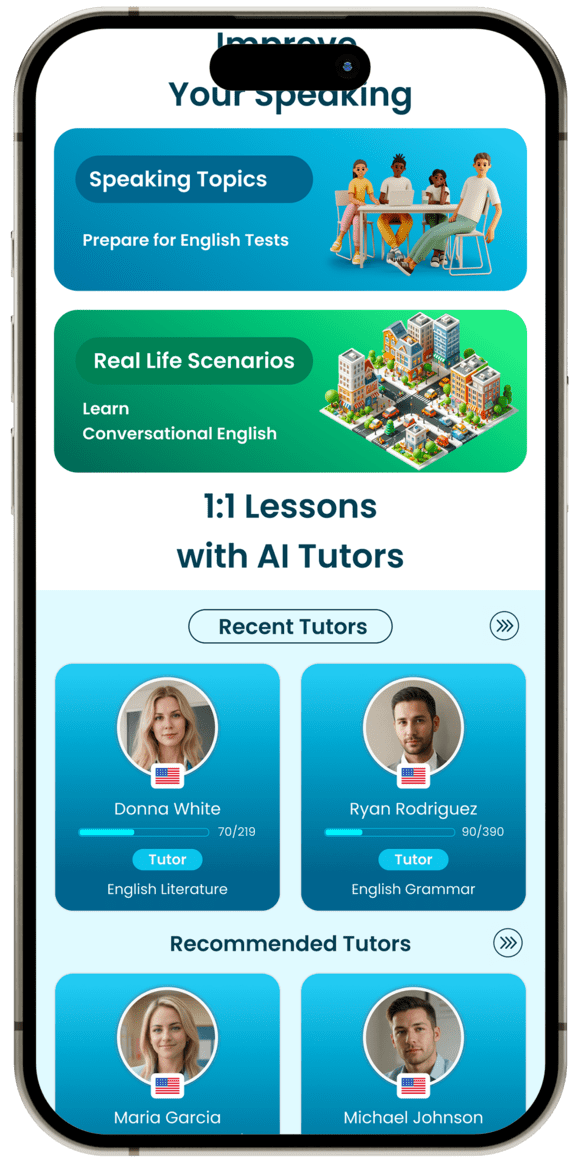 Improve
Your Speaking
Speaking Topics
Prepare for English Tests
Real Life Scenarios
Learn
Conversational English
1:1 Lessons
with AI Tutors
Recent Tutors
Donna White
70/219
Tutor
English Literature
Ryan Rodriguez
90/390
Tutor
English Grammar
Recommended Tutors
Maria Garcia
Michael Johnson